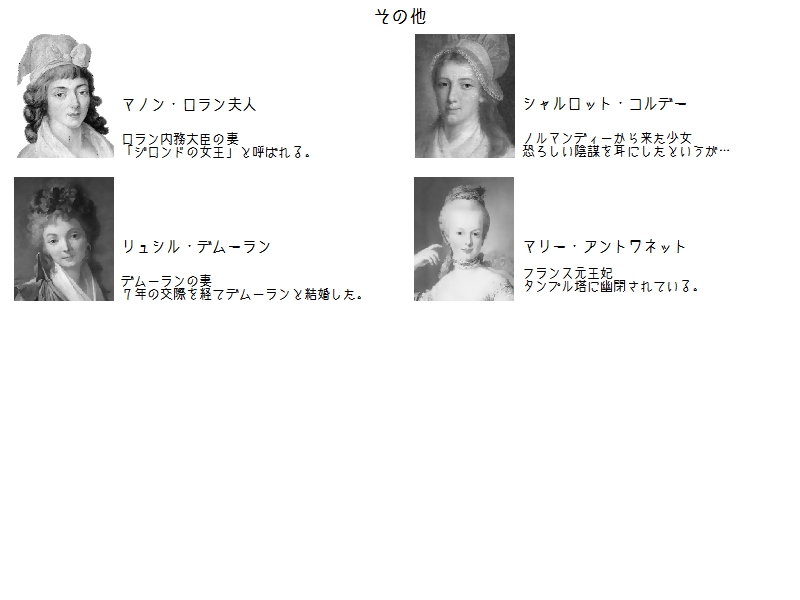 その他
マノン・ロラン夫人
ロラン内務大臣の妻
「ジロンドの女王」と呼ばれる。
シャルロット・コルデー
ノルマンディーから来た少女
恐ろしい陰謀を耳にしたというが…
リュシル・デムーラン
デムーランの妻
7年の交際を経てデムーランと結婚した。
マリー・アントワネット
フランス元王妃
タンプル塔に幽閉されている。